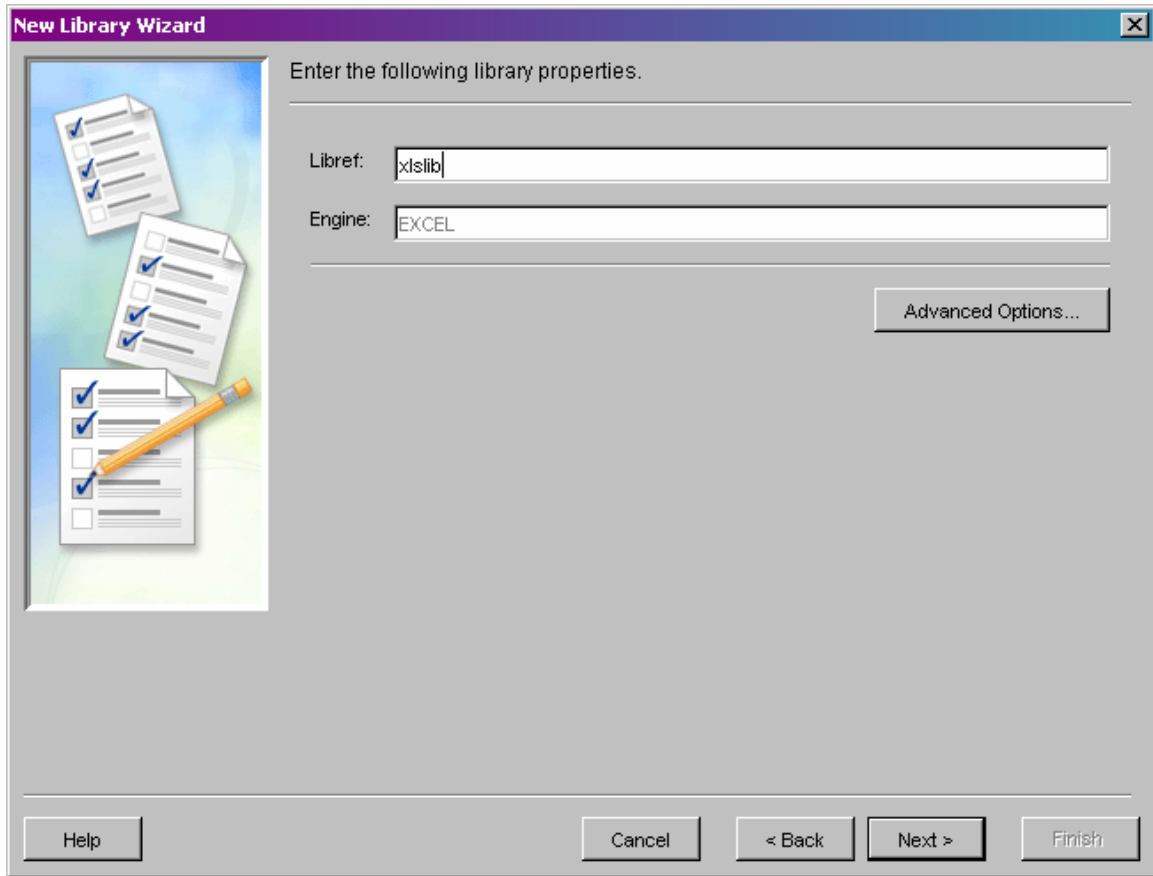 New Library Wizard
Enter the following library properties.
Libref: xlslib
Engine: EXCEL
Advanced Options...
Help Cancel < Back Next > Finish